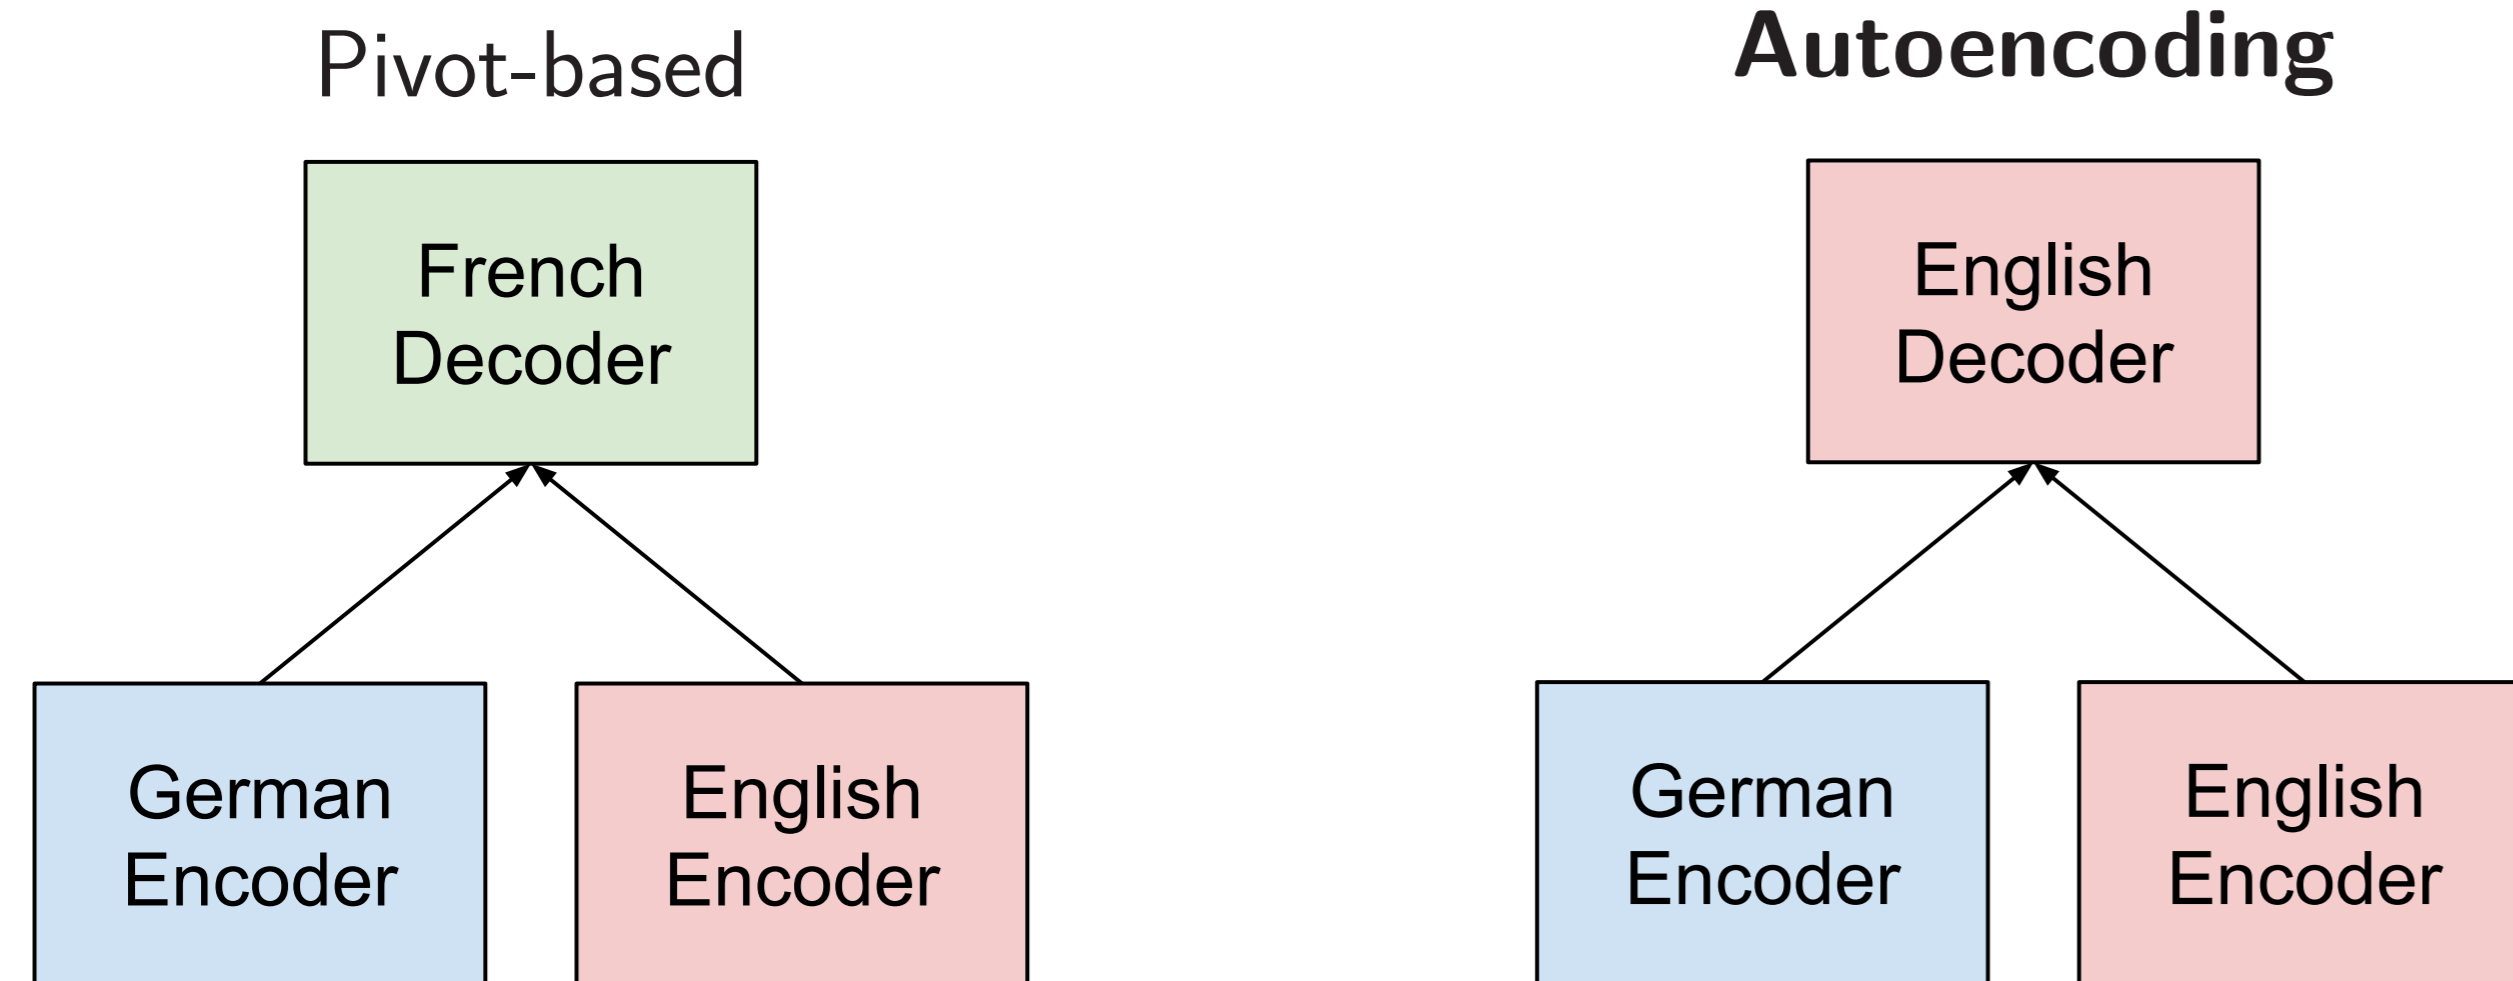 Pivot-based
French
Decoder
German
Encoder
English
Encoder
Autoencoding
English
Decoder
German
Encoder
English
Encoder